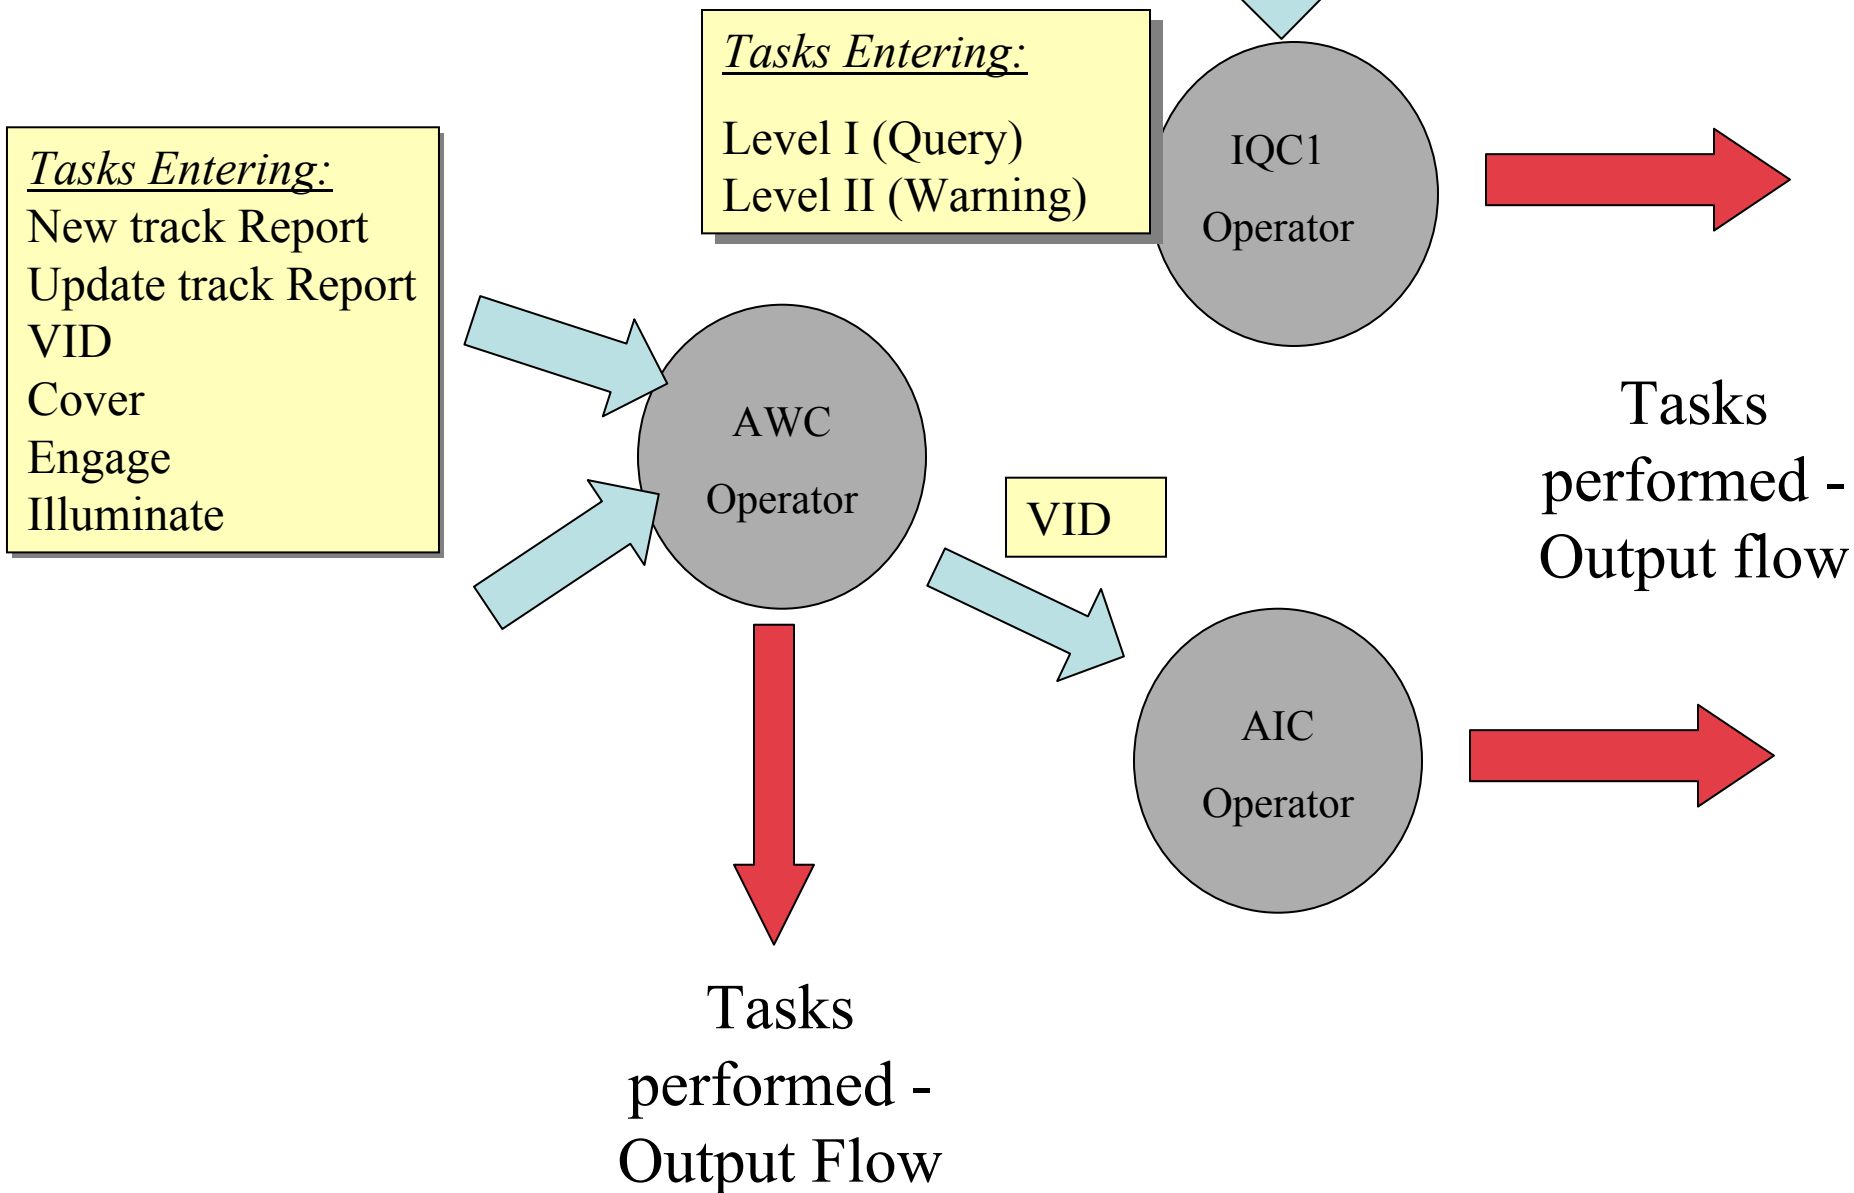 Tasks Entering:
Level I (Query)
Level II (Warning)
IQC1
Operator
Tasks Entering:
New track Report
Update track Report
VID
Cover
Engage
Illuminate
AWC
Operator
VID
Tasks
performed -
Output flow
AIC
Operator
Tasks
performed -
Output Flow